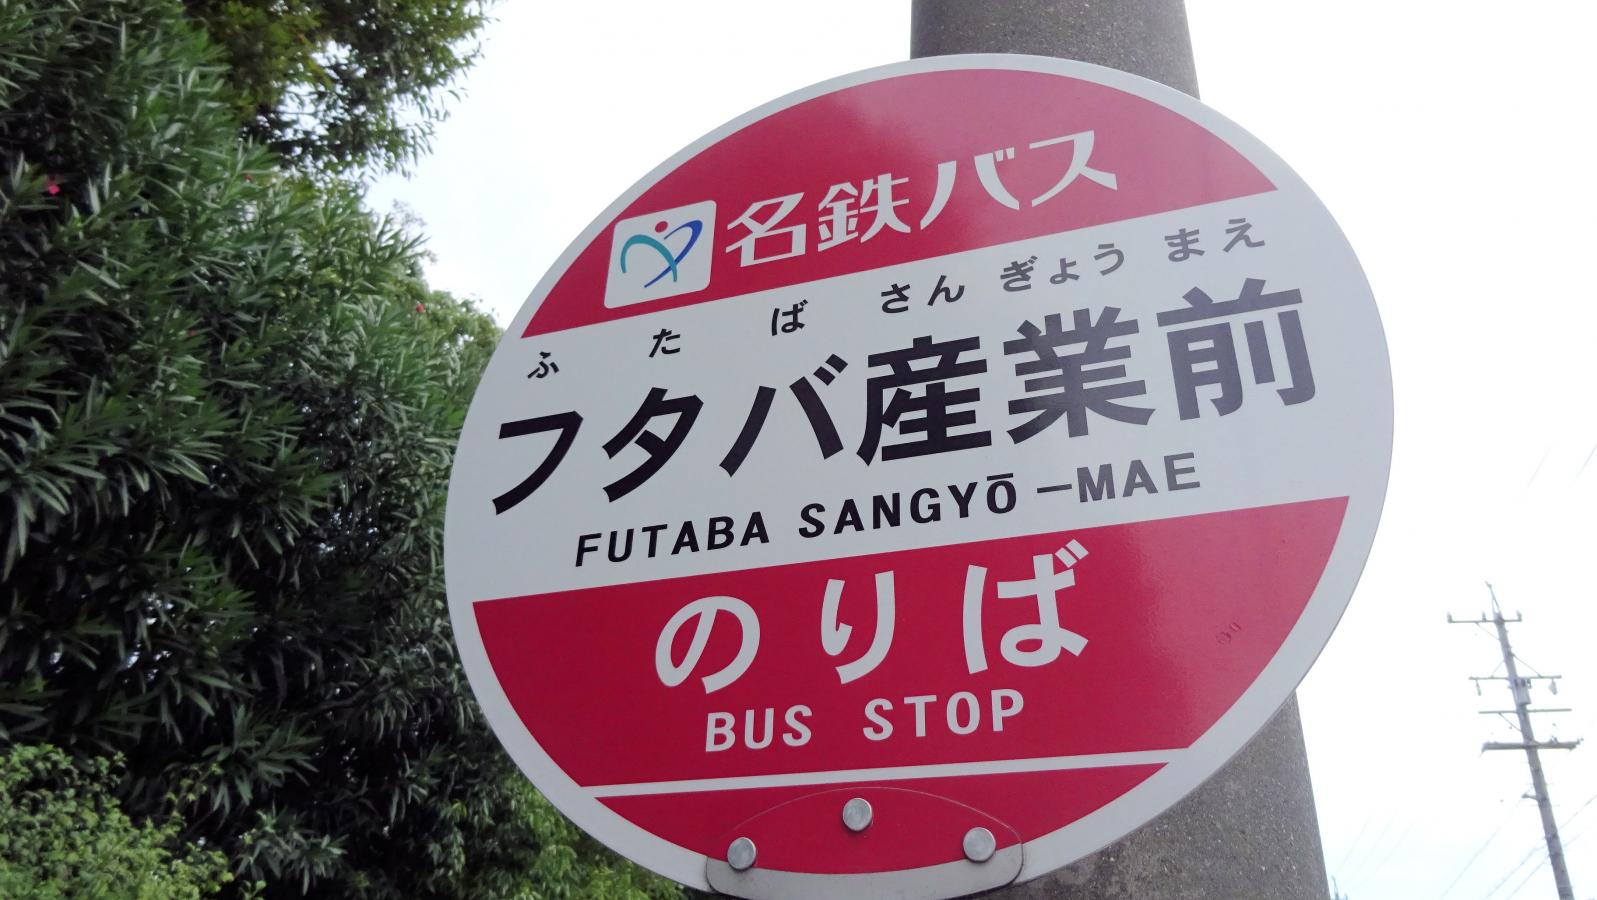 名鉄バス
ふたば さんぎょう まえ
フタバ産業前
FUTABA SANGYŌ-MAE
のりば
BUS STOP